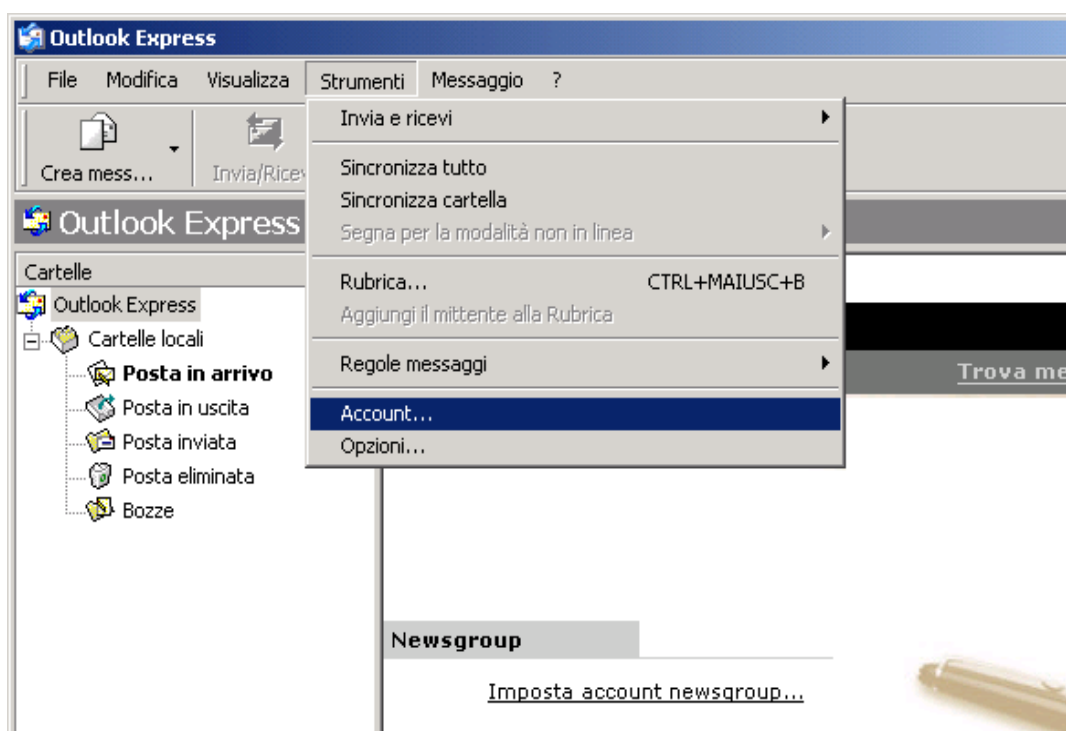 Outlook Express
File Modifica Visualizza Strumenti Messaggio ?
Crea mess... Invia/Ricev
Invia e ricevi
Sincronizza tutto
Sincronizza cartella
Segna per la modalità non in linea
Rubrica... CTRL+MAIUSC+B
Aggiungi il mittente alla Rubrica
Regole messaggi
Account...
Opzioni...
Outlook Express
Cartelle
Outlook Express
Cartelle locali
Posta in arrivo
Posta in uscita
Posta inviata
Posta eliminata
Bozze
Trova me
Newsgroup
Imposta account newsgroup...